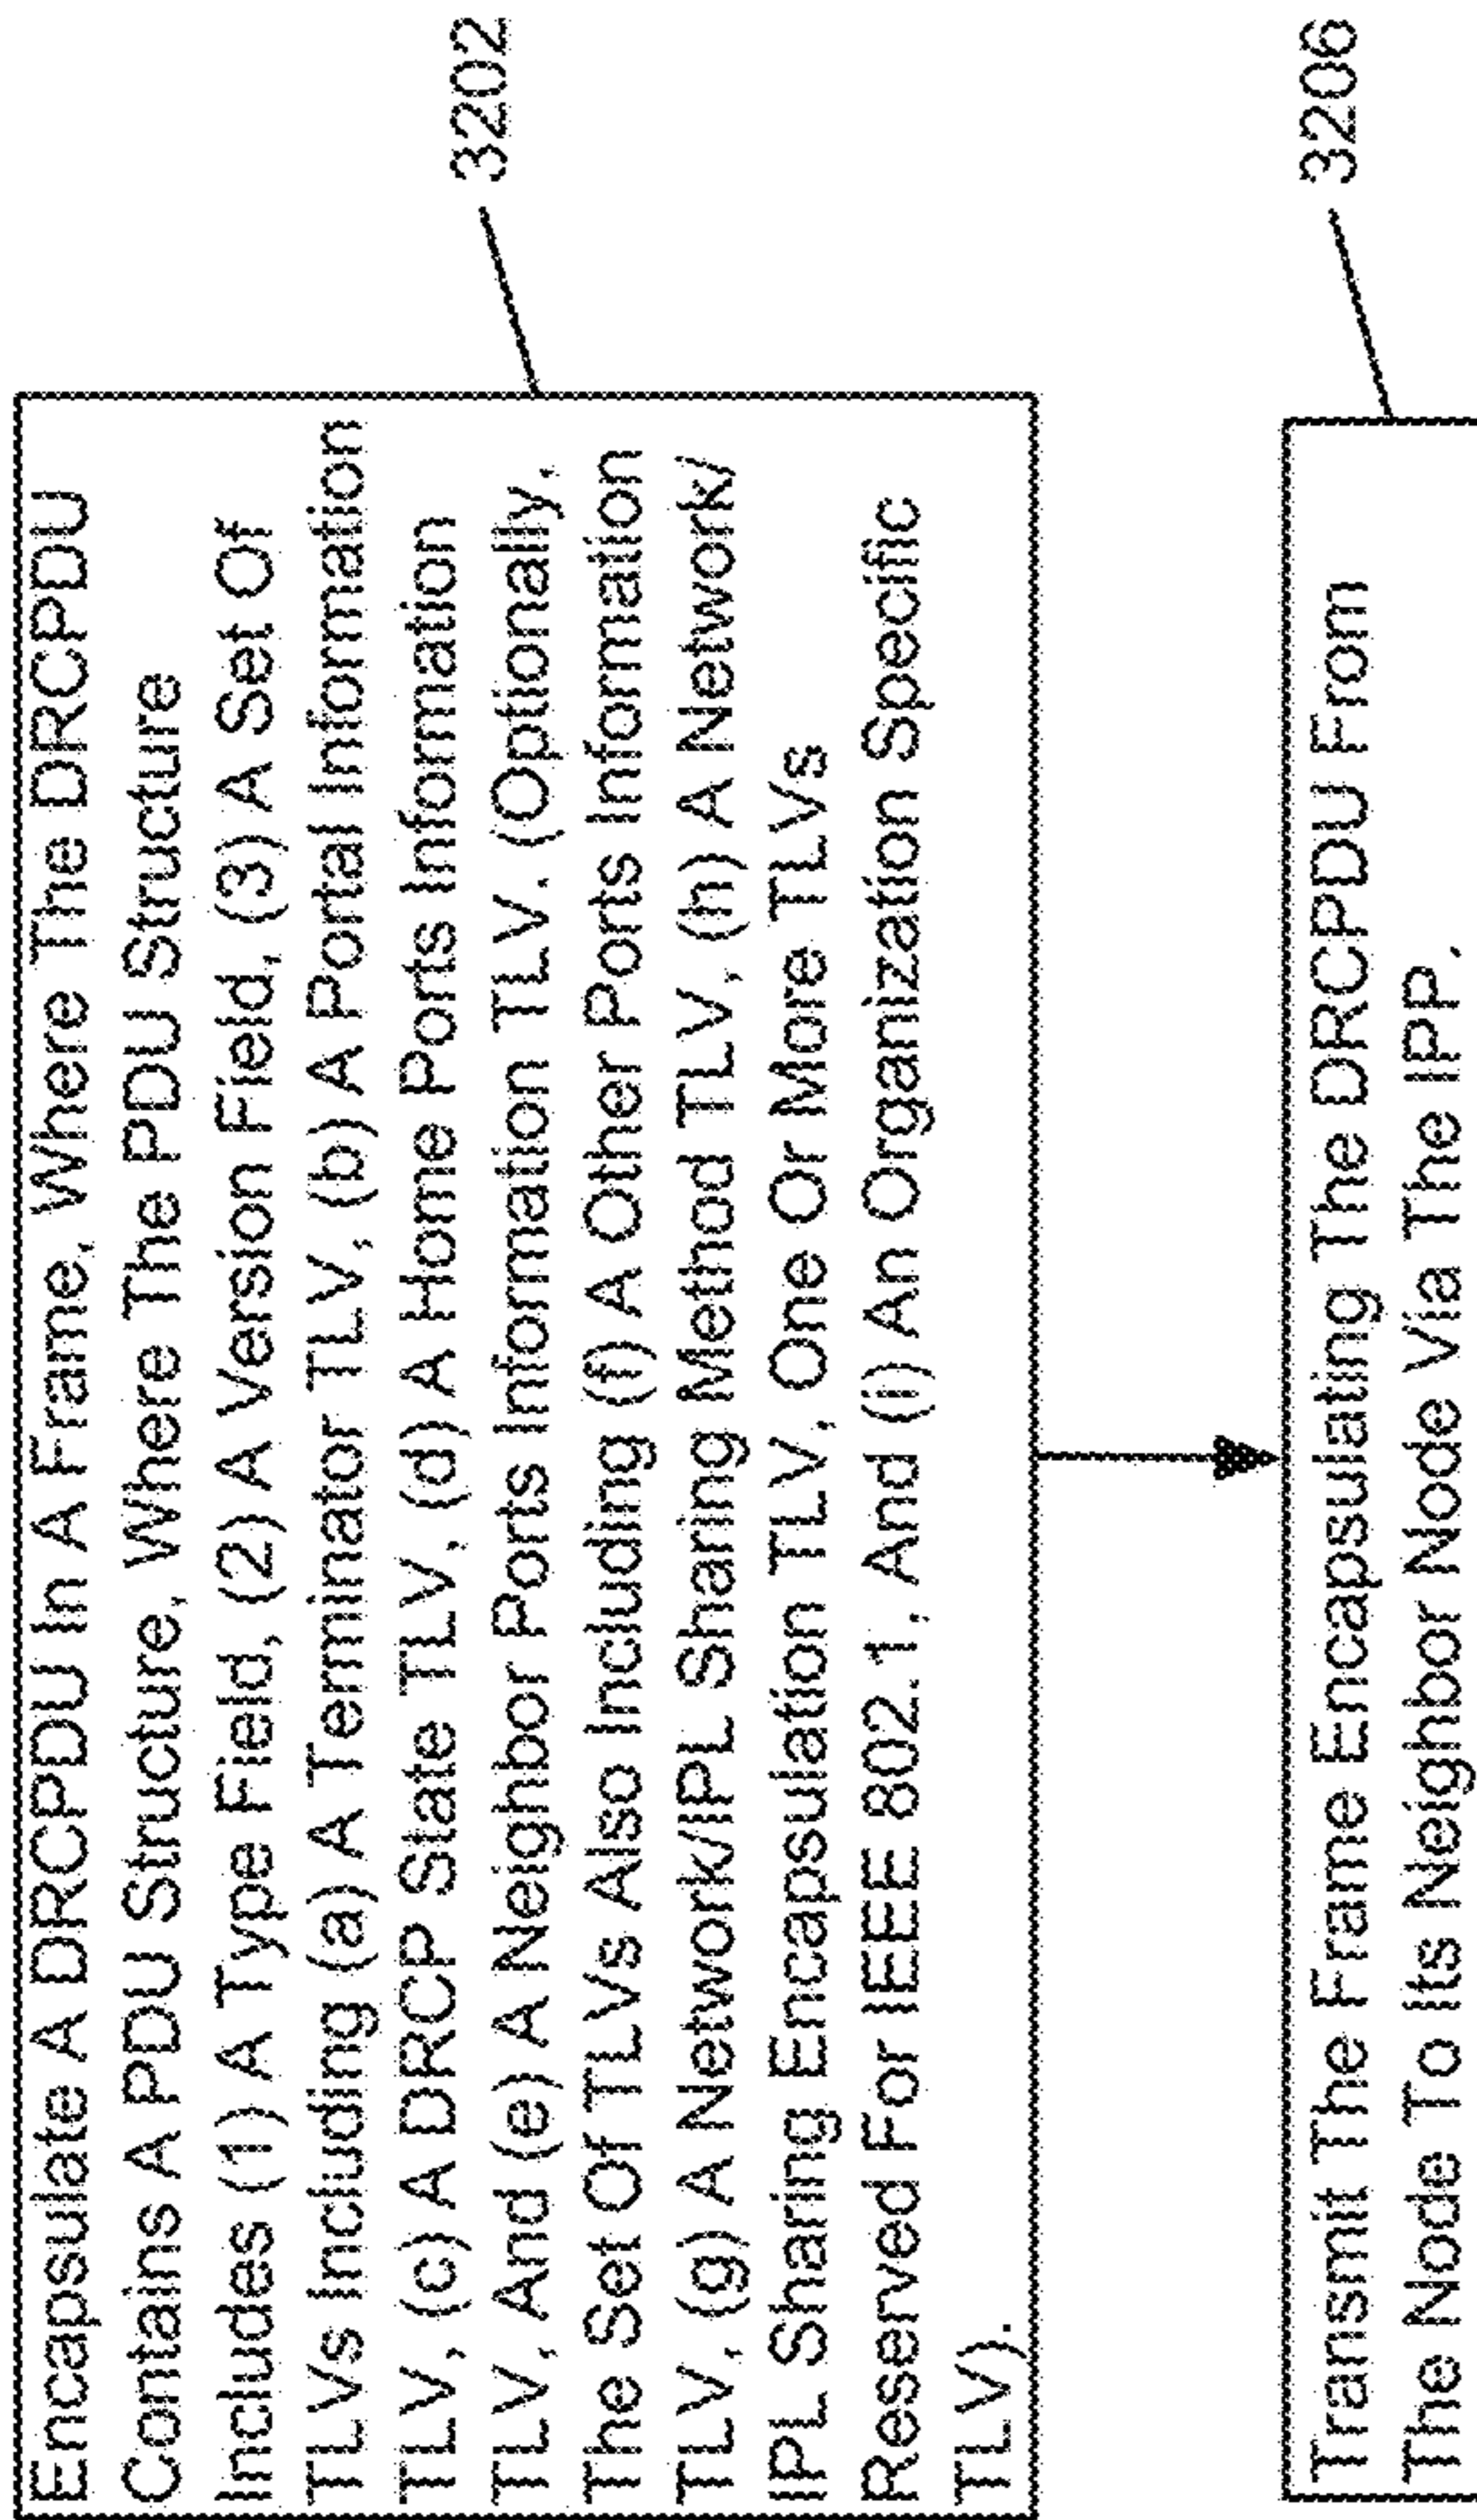 Encapsulate A DRCPDU In A Frame, Where The DRCPDU
Contains A PDU Structure, Where The PDU Structure
Includes (1) A Type Field, (2) A Version Field, (3) A Set Of
TLVs Including (a) A Terminator TLV, (b) A Portal Information
TLV, (c) A DRCP State TLV, (d) A Home Ports Information
TLV, And (e) A Neighbor Ports Information TLV. (Optionally,
The Set Of TLVs Also Including (f) A Other Ports Information
TLV, (g) A Network/IPL Sharing Method TLV, (h) A Network/
IPL Sharing Encapsulation TLV, One Or More TLVs
Reserved For IEEE 802.1, And (i) An Organization Specific
TLV).
3202
Transmit The Frame Encapsulating The DRCPDU From
The Node To Its Neighbor Node Via The IPP.
3206